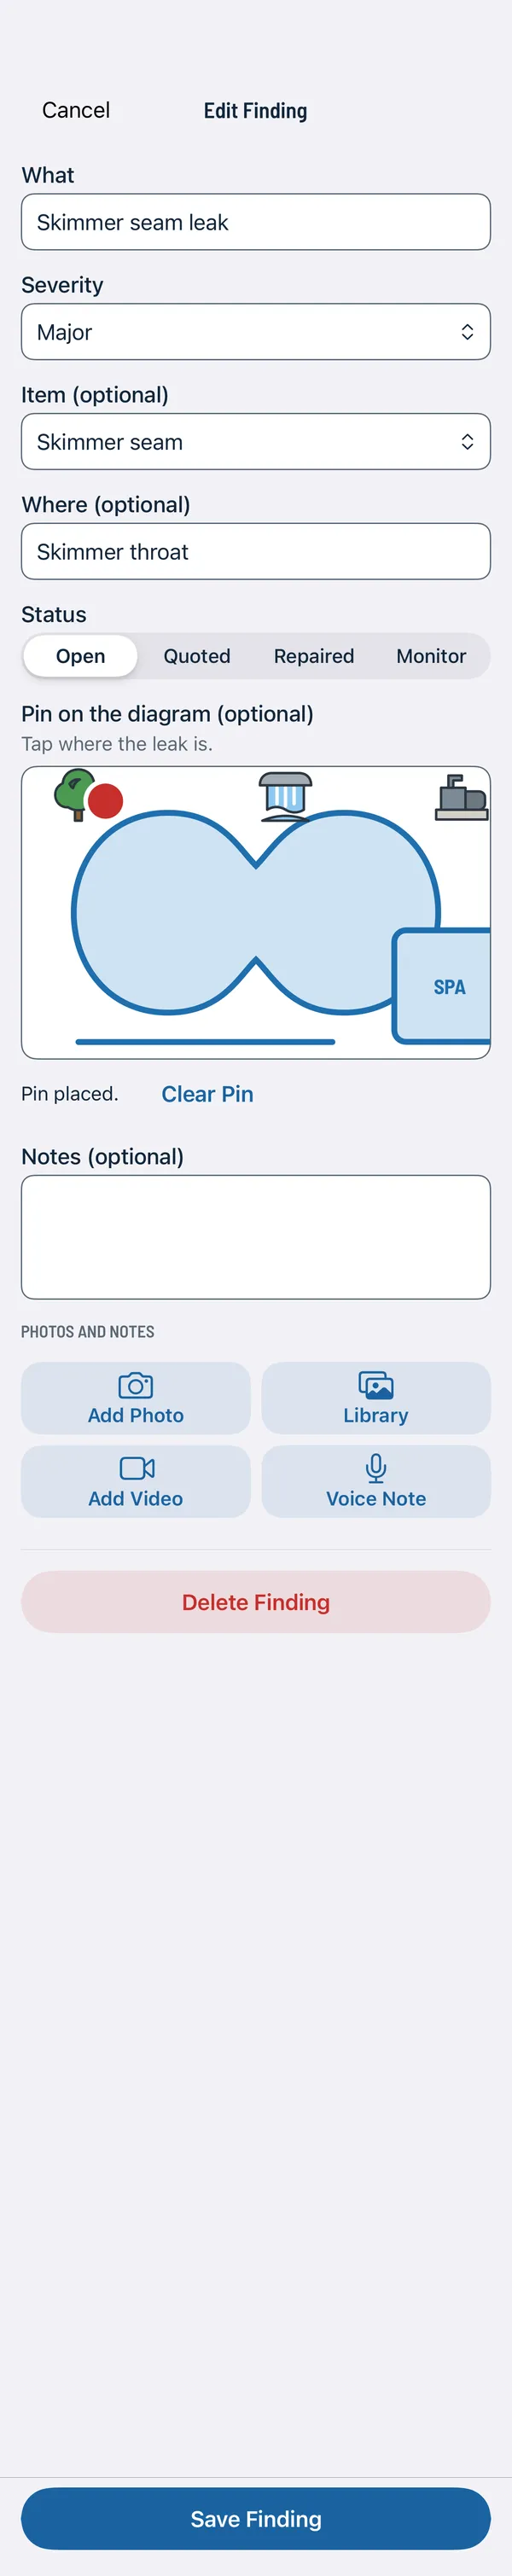 Cancel
Edit Finding
What
Skimmer seam leak
Severity
Major
Item (optional)
Skimmer seam
Where (optional)
Skimmer throat
Status
Open
Quoted
Repaired
Monitor
Pin on the diagram (optional)
Tap where the leak is.
SPA
Pin placed.
Clear Pin
Notes (optional)
PHOTOS AND NOTES
Add Photo
Library
Add Video
Voice Note
Delete Finding
Save Finding